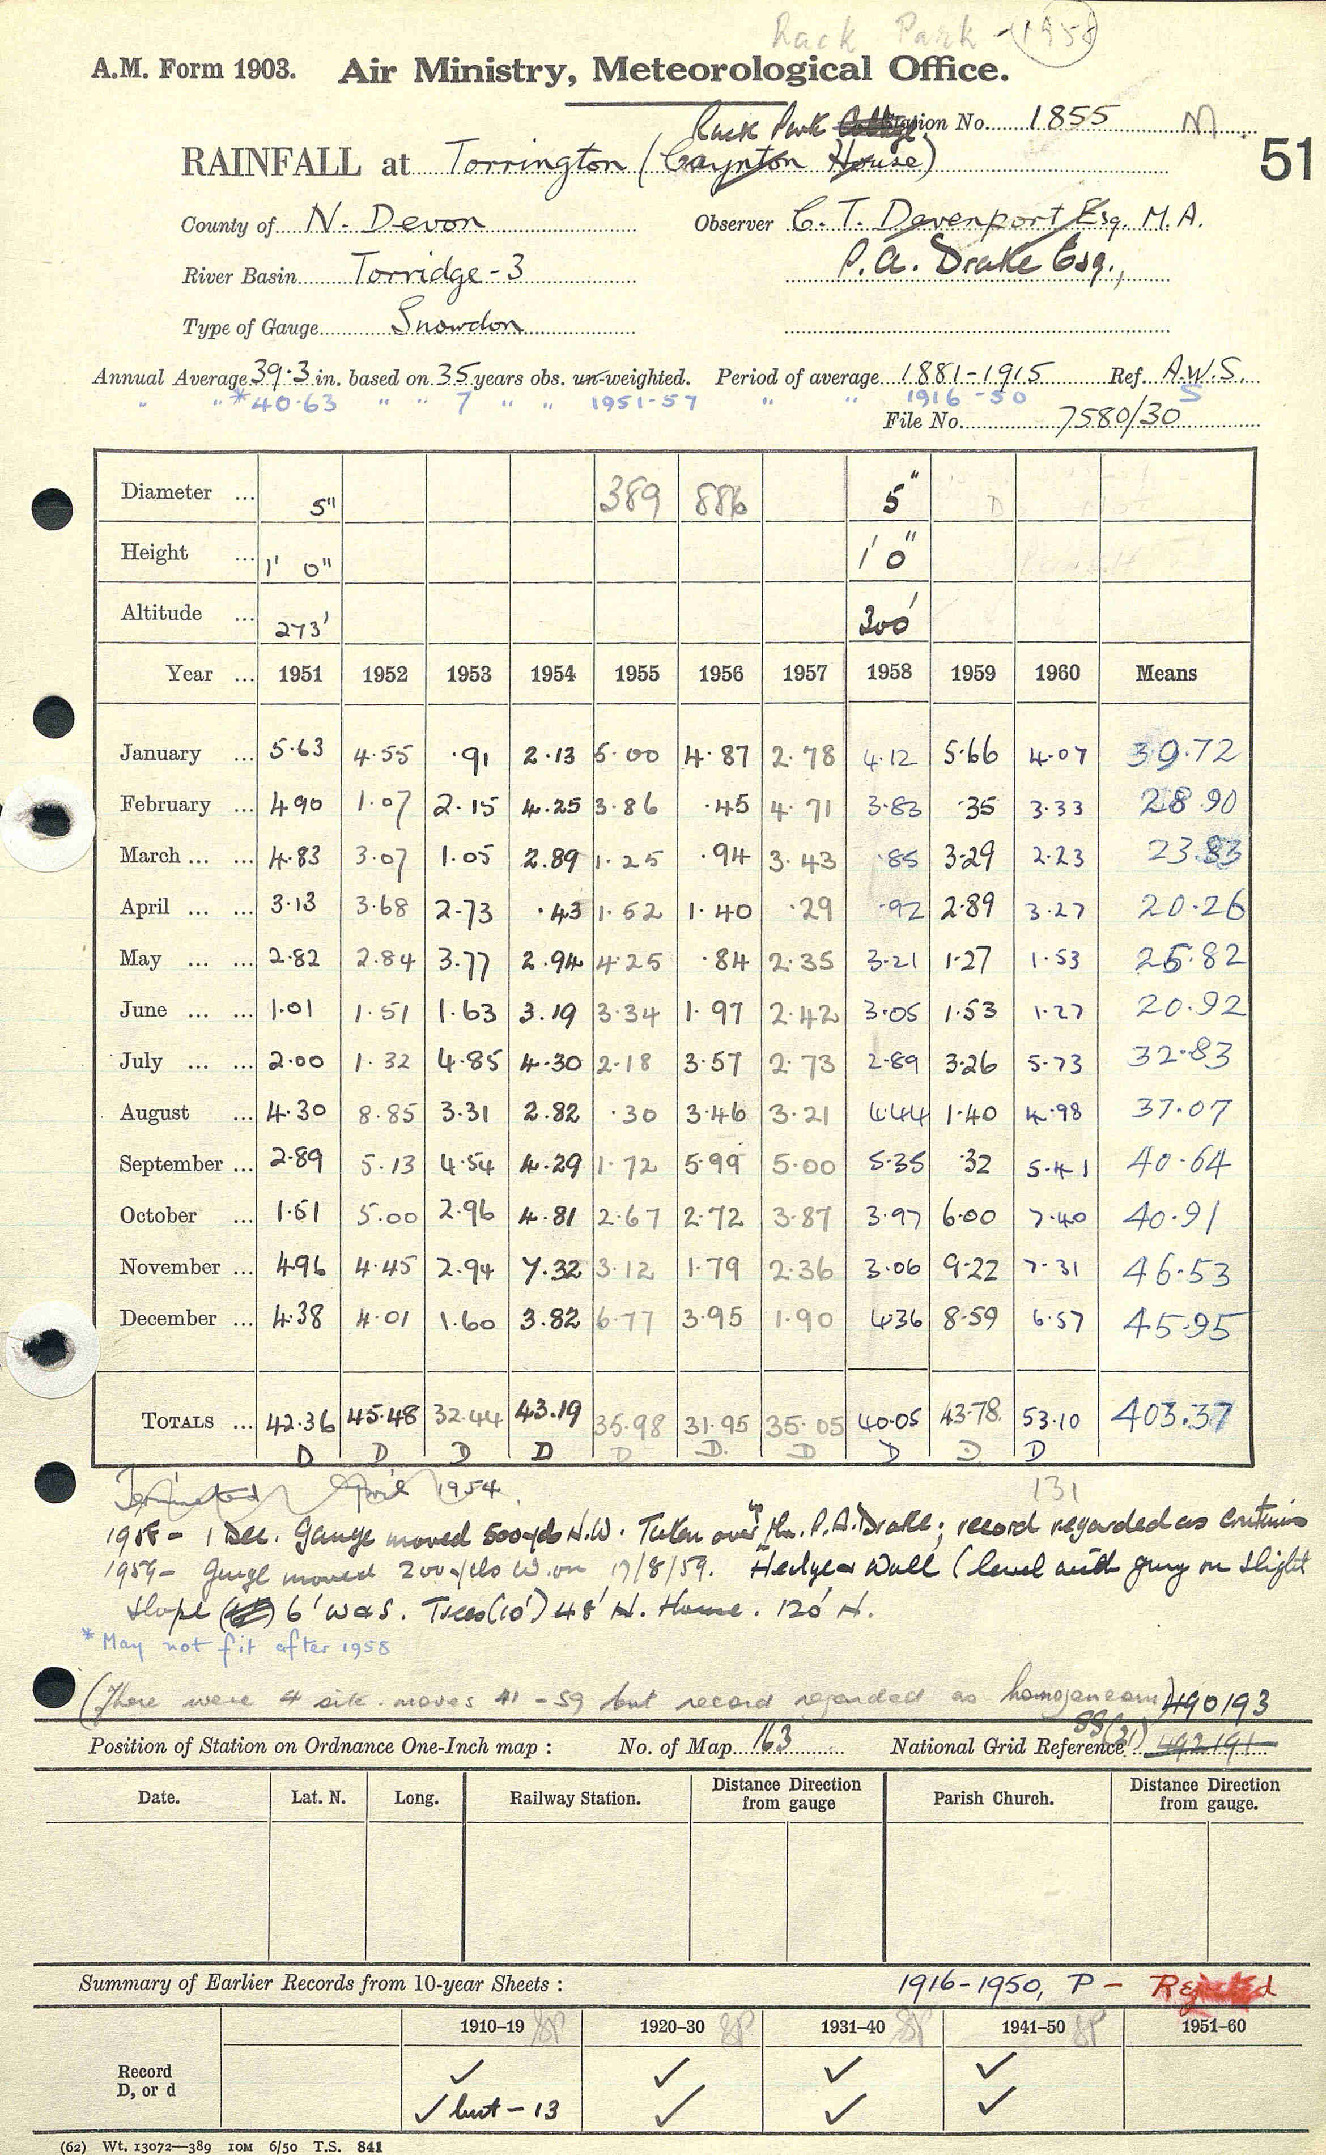 Rack Park - 1958
A.M. Form 1903. Air Ministry, Meteorological Office.
Rack Park Station No. 1855 M
RAINFALL at Torrington (Caynton House) 51
County of N. Devon Observer C. T. Devenport Esq. M.A.
River Basin Torridge-3 P.A. Drake Esq.,
Type of Gauge Snowdon
Annual Average 39.3 in. based on 35 years obs. un-weighted. Period of average 1881-1915 Ref. A.W.S.
" " *40.63 " " 7 " " 1951-57 " " 1916-50 S
File No. 7580/30
Diameter ... 5" 389 886 5" D
Height ... 1' 0" 1' 0"
Altitude ... 273' 300'
Year ... 1951 1952 1953 1954 1955 1956 1957 1958 1959 1960 Means
January ... 5.63 4.55 .91 2.13 5.00 4.87 2.78 4.12 5.66 4.07 39.72
February ... 4.90 1.07 2.15 4.25 3.86 .45 4.71 3.83 .35 3.33 28.90
March ... ... 4.83 3.07 1.05 2.89 1.25 .94 3.43 .85 3.29 2.23 23.83
April ... ... 3.13 3.68 2.73 .43 1.52 1.40 .29 .92 2.89 3.27 20.26
May ... ... 2.82 2.84 3.77 2.94 4.25 .84 2.35 3.21 1.27 1.53 25.82
June ... ... 1.01 1.51 1.63 3.19 3.34 1.97 2.42 3.05 1.53 1.27 20.92
July ... ... 2.00 1.32 4.85 4.30 2.18 3.57 2.73 2.89 3.26 5.73 32.83
August ... 4.30 8.85 3.31 2.82 .30 3.46 3.21 4.44 1.40 4.98 37.07
September ... 2.89 5.13 4.54 4.29 1.72 5.99 5.00 5.35 .32 5.41 40.64
October ... 1.51 5.00 2.96 4.81 2.67 2.72 3.87 3.97 6.00 7.40 40.91
November ... 4.96 4.45 2.94 7.32 3.12 1.79 2.36 3.06 9.22 7.31 46.53
December ... 4.38 4.01 1.60 3.82 6.77 3.95 1.90 4.36 8.59 6.57 45.95
TOTALS ... 42.36 45.48 32.44 43.19 35.98 31.95 35.05 40.05 43.78 53.10 403.37
D D D D D D. D D D D
Terminated April 1954. 131
1958 - 1 Dec. Gauge moved 500 yds N.W. Taken over by Mr. P.A. Drake; record regarded as continuous
1959 - Gauge moved 200 yds W. on 17/8/59. Hedge & Wall (level with gauge on slight
slope) 6' W & S. Trees (10') 48' N. House. 120' N.
* May not fit after 1958
(There were 4 site moves 41-59 but record regarded as homogeneous) 490193
SS(21)
Position of Station on Ordnance One-Inch map : No. of Map 163 National Grid Reference 492191
Date. Lat. N. Long. Railway Station. Distance Direction from gauge Parish Church. Distance Direction from gauge.
Summary of Earlier Records from 10-year Sheets : 1916-1950, P - Rejected
1910-19 SP 1920-30 SP 1931-40 SP 1941-50 SP 1951-60
Record ✓ ✓ ✓ ✓
D, or d ✓ but - 13 ✓ ✓ ✓
(62) Wt. 13072—389 10M 6/50 T.S. 841